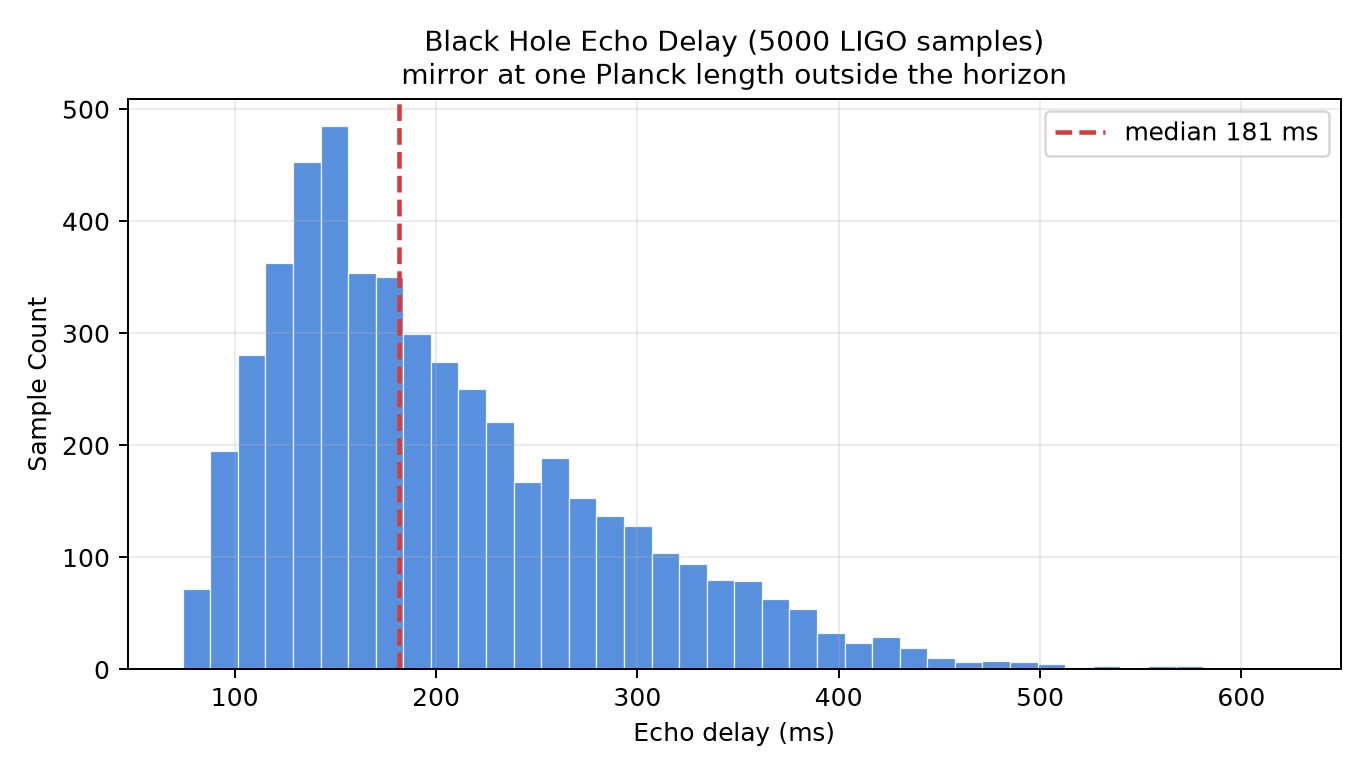 Black Hole Echo Delay (5000 LIGO samples)
mirror at one Planck length outside the horizon
median 181 ms
Sample Count
500
400
300
200
100
0
100 200 300 400 500 600
Echo delay (ms)